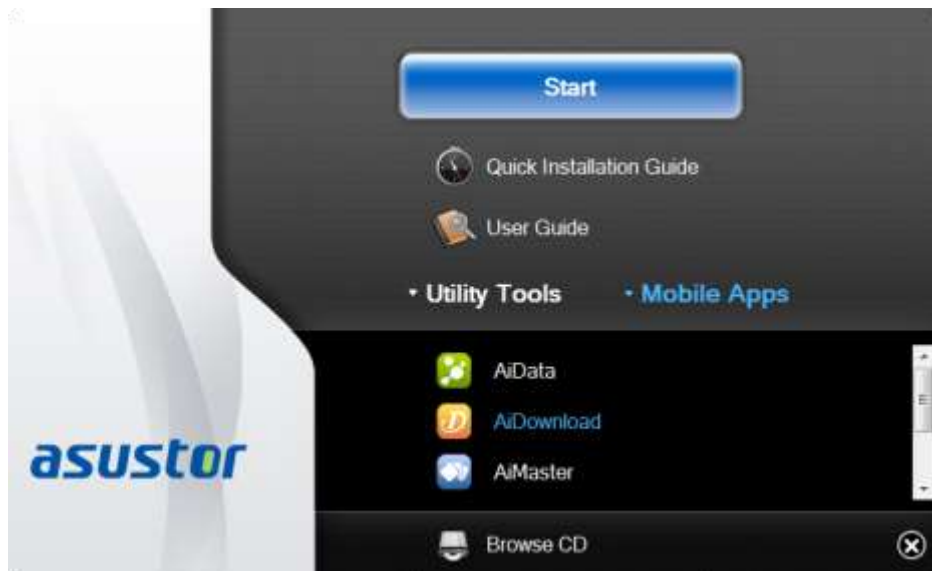 Start
Quick Installation Guide
User Guide
Utility Tools
Mobile Apps
AiData
AiDownload
AiMaster
asustor
Browse CD